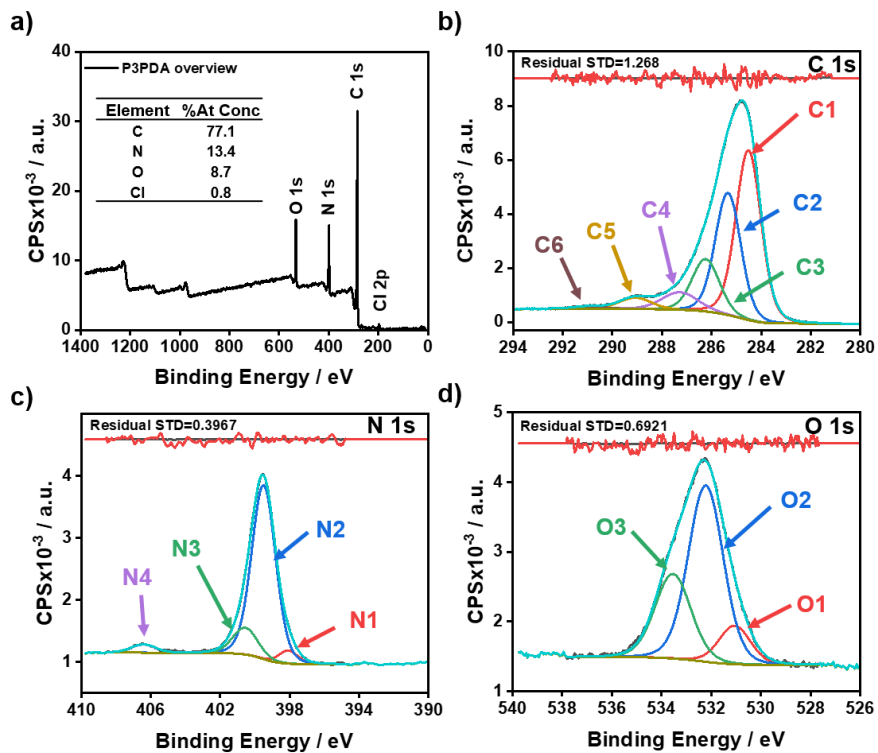 a)
P3PDA overview
Element %At Conc
C 77.1
N 13.4
O 8.7
Cl 0.8
O 1s
N 1s
C 1s
Cl 2p
40
30
20
10
0
CPSx10⁻³ / a.u.
1400 1200 1000 800 600 400 200 0
Binding Energy / eV
b)
Residual STD=1.268
C 1s
C1
C2
C3
C4
C5
C6
10
8
6
4
2
0
CPSx10⁻³ / a.u.
294 292 290 288 286 284 282 280
Binding Energy / eV
c)
Residual STD=0.3967
N 1s
N1
N2
N3
N4
4
3
2
1
CPSx10⁻³ / a.u.
410 406 402 398 394 390
Binding Energy / eV
d)
Residual STD=0.6921
O 1s
O1
O2
O3
5
4
3
2
1
CPSx10⁻³ / a.u.
540 538 536 534 532 530 528 526
Binding Energy / eV